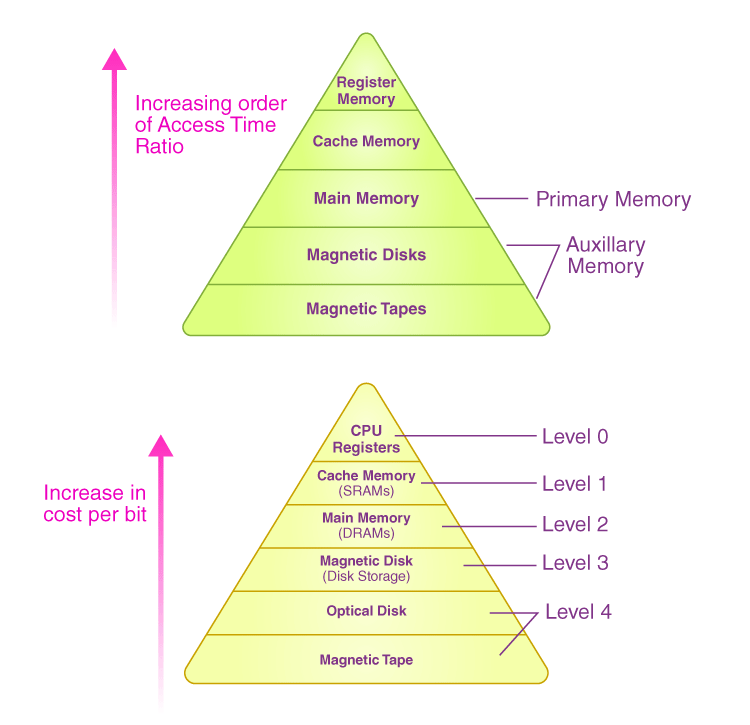 Register
Memory
Increasing order
of Access Time
Ratio
Cache Memory
Main Memory
Primary Memory
Magnetic Disks
Auxillary
Memory
Magnetic Tapes
CPU
Registers
Level 0
Increase in
cost per bit
Cache Memory
(SRAMs)
Level 1
Main Memory
(DRAMs)
Level 2
Magnetic Disk
(Disk Storage)
Level 3
Optical Disk
Level 4
Magnetic Tape